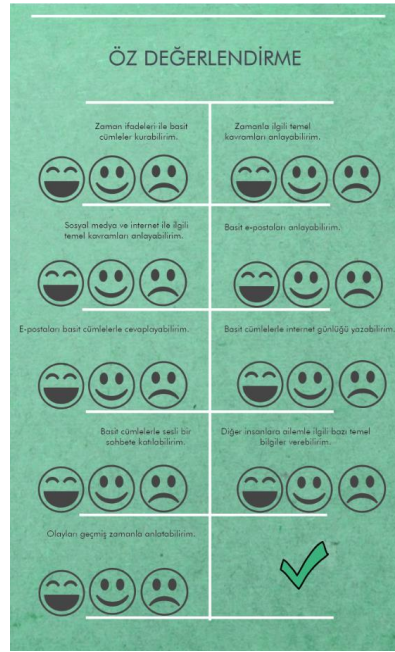 ÖZ DEĞERLENDİRME
Zaman ifadeleri ile basit
cümleler kurabilirim.
Zamanla ilgili temel
kavramları anlayabilirim.
Sosyal medya ve internet ile ilgili
temel kavramları anlayabilirim.
Basit e-postaları anlayabilirim.
E-postaları basit cümlelerle cevaplayabilirim.
Basit cümlelerle internet günlüğü yazabilirim.
Basit cümlelerle sesli bir
sohbete katılabilirim.
Diğer insanlara ailemle ilgili bazı temel
bilgiler verebilirim.
Olayları geçmiş zamanla anlatabilirim.